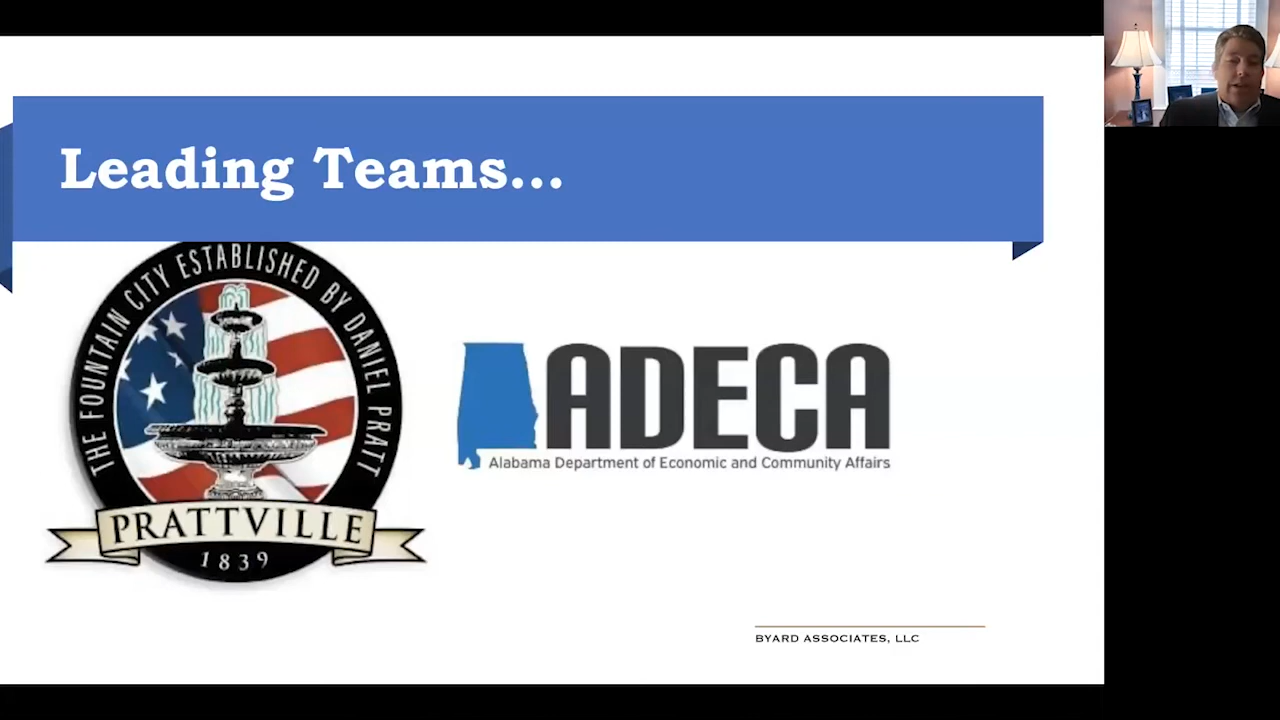 Leading Teams...
THE FOUNTAIN CITY ESTABLISHED BY DANIEL PRATT
PRATTVILLE
1839
ADECA
Alabama Department of Economic and Community Affairs
BYARD ASSOCIATES, LLC